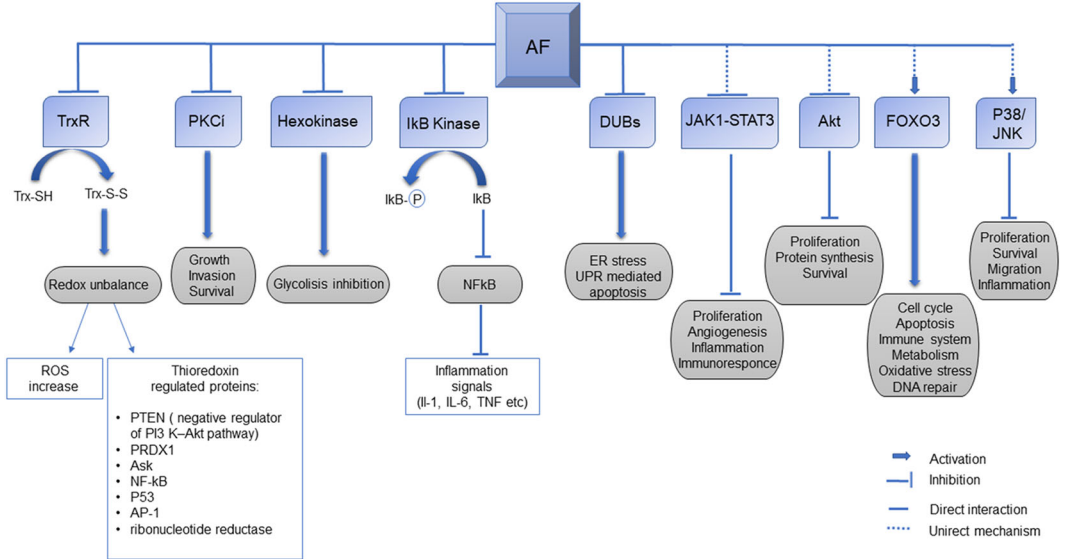 AF
TrxR
PKCί
Hexokinase
IkB Kinase
DUBs
JAK1-STAT3
Akt
FOXO3
P38/
JNK
Trx-SH
Trx-S-S
IkB-P
IkB
Redox unbalance
Growth
Invasion
Survival
Glycolisis inhibition
NFkB
ER stress
UPR mediated
apoptosis
Proliferation
Angiogenesis
Inflammation
Immunoresponce
Proliferation
Protein synthesis
Survival
Cell cycle
Apoptosis
Immune system
Metabolism
Oxidative stress
DNA repair
Proliferation
Survival
Migration
Inflammation
ROS
increase
Thioredoxin
regulated proteins:
• PTEN ( negative regulator
of PI3 K–Akt pathway)
• PRDX1
• Ask
• NF-kB
• P53
• AP-1
• ribonucleotide reductase
Inflammation
signals
(Il-1, IL-6, TNF etc)
Activation
Inhibition
Direct interaction
Unirect mechanism